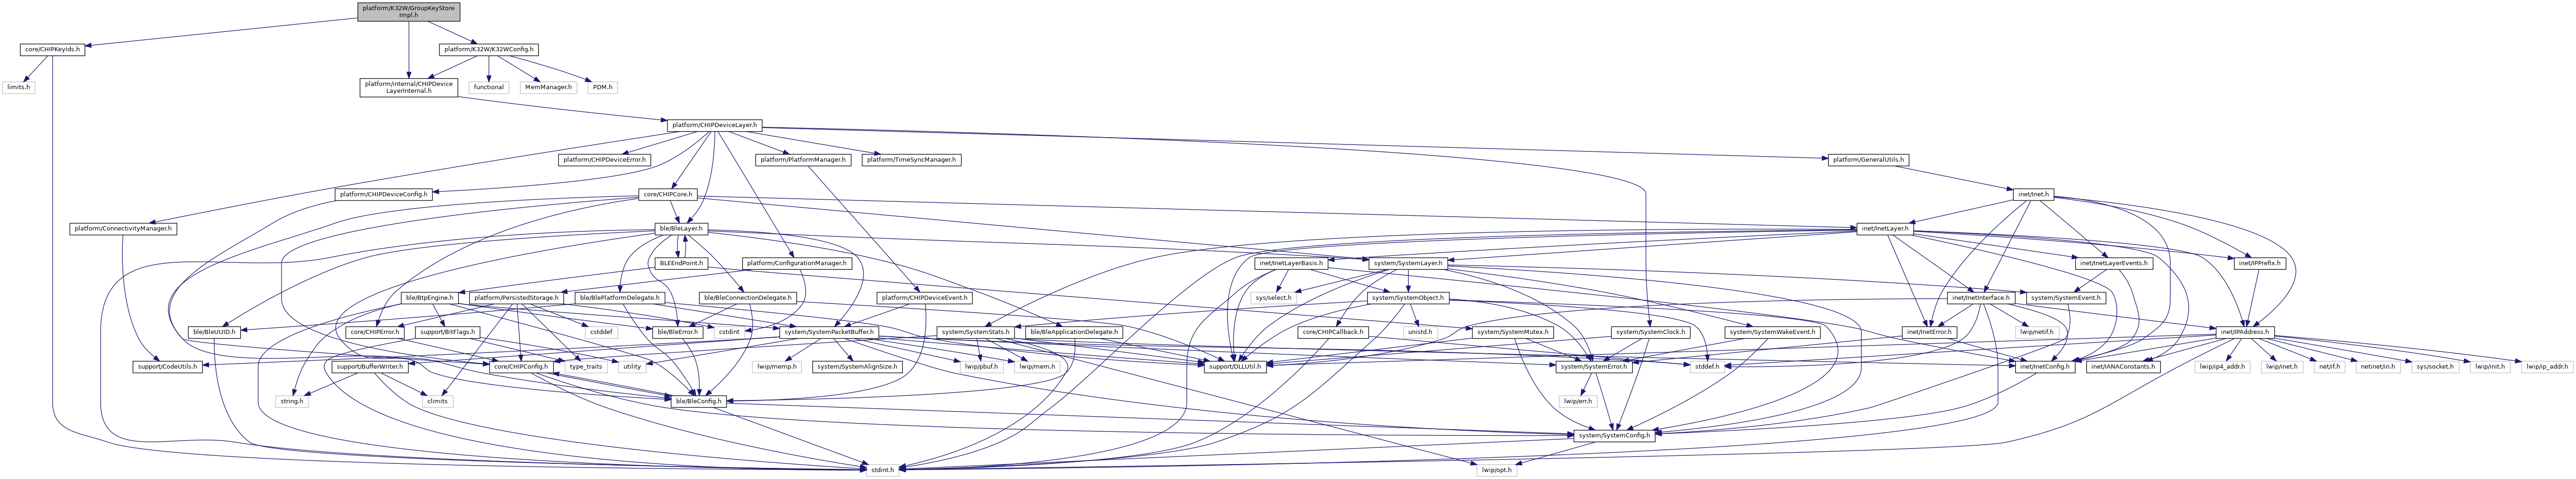 platform/K32W/GroupKeyStore
Impl.h
core/CHIPKeyIds.h
platform/K32W/K32WConfig.h
limits.h
platform/internal/CHIPDevice
LayerInternal.h
functional
MemManager.h
PDM.h
platform/CHIPDeviceLayer.h
platform/CHIPDeviceError.h
platform/PlatformManager.h
platform/TimeSyncManager.h
platform/GeneralUtils.h
platform/CHIPDeviceConfig.h
core/CHIPCore.h
inet/Inet.h
platform/ConnectivityManager.h
ble/BleLayer.h
inet/InetLayer.h
BLEEndPoint.h
platform/ConfigurationManager.h
inet/InetLayerBasis.h
system/SystemLayer.h
inet/InetLayerEvents.h
inet/IPPrefix.h
ble/BtpEngine.h
platform/PersistedStorage.h
ble/BlePlatformDelegate.h
ble/BleConnectionDelegate.h
platform/CHIPDeviceEvent.h
sys/select.h
system/SystemObject.h
inet/InetInterface.h
system/SystemEvent.h
ble/BleUUID.h
core/CHIPError.h
support/BitFlags.h
cstddef
ble/BleError.h
cstdint
system/SystemPacketBuffer.h
system/SystemStats.h
ble/BleApplicationDelegate.h
core/CHIPCallback.h
unistd.h
system/SystemMutex.h
system/SystemClock.h
system/SystemWakeEvent.h
inet/InetError.h
lwip/netif.h
inet/IPAddress.h
support/CodeUtils.h
support/BufferWriter.h
core/CHIPConfig.h
type_traits
utility
lwip/memp.h
system/SystemAlignSize.h
lwip/pbuf.h
lwip/mem.h
support/DLLUtil.h
system/SystemError.h
stddef.h
inet/InetConfig.h
inet/IANAConstants.h
lwip/ip4_addr.h
lwip/inet.h
net/if.h
netinet/in.h
sys/socket.h
lwip/init.h
lwip/ip_addr.h
string.h
climits
ble/BleConfig.h
lwip/err.h
system/SystemConfig.h
stdint.h
lwip/opt.h